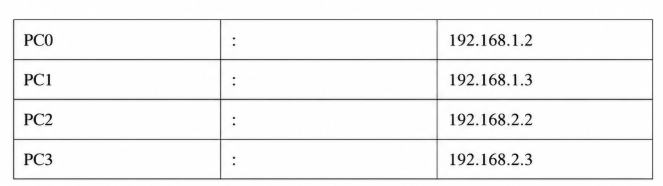 PC0 : 192.168.1.2
PC1 : 192.168.1.3
PC2 : 192.168.2.2
PC3 : 192.168.2.3